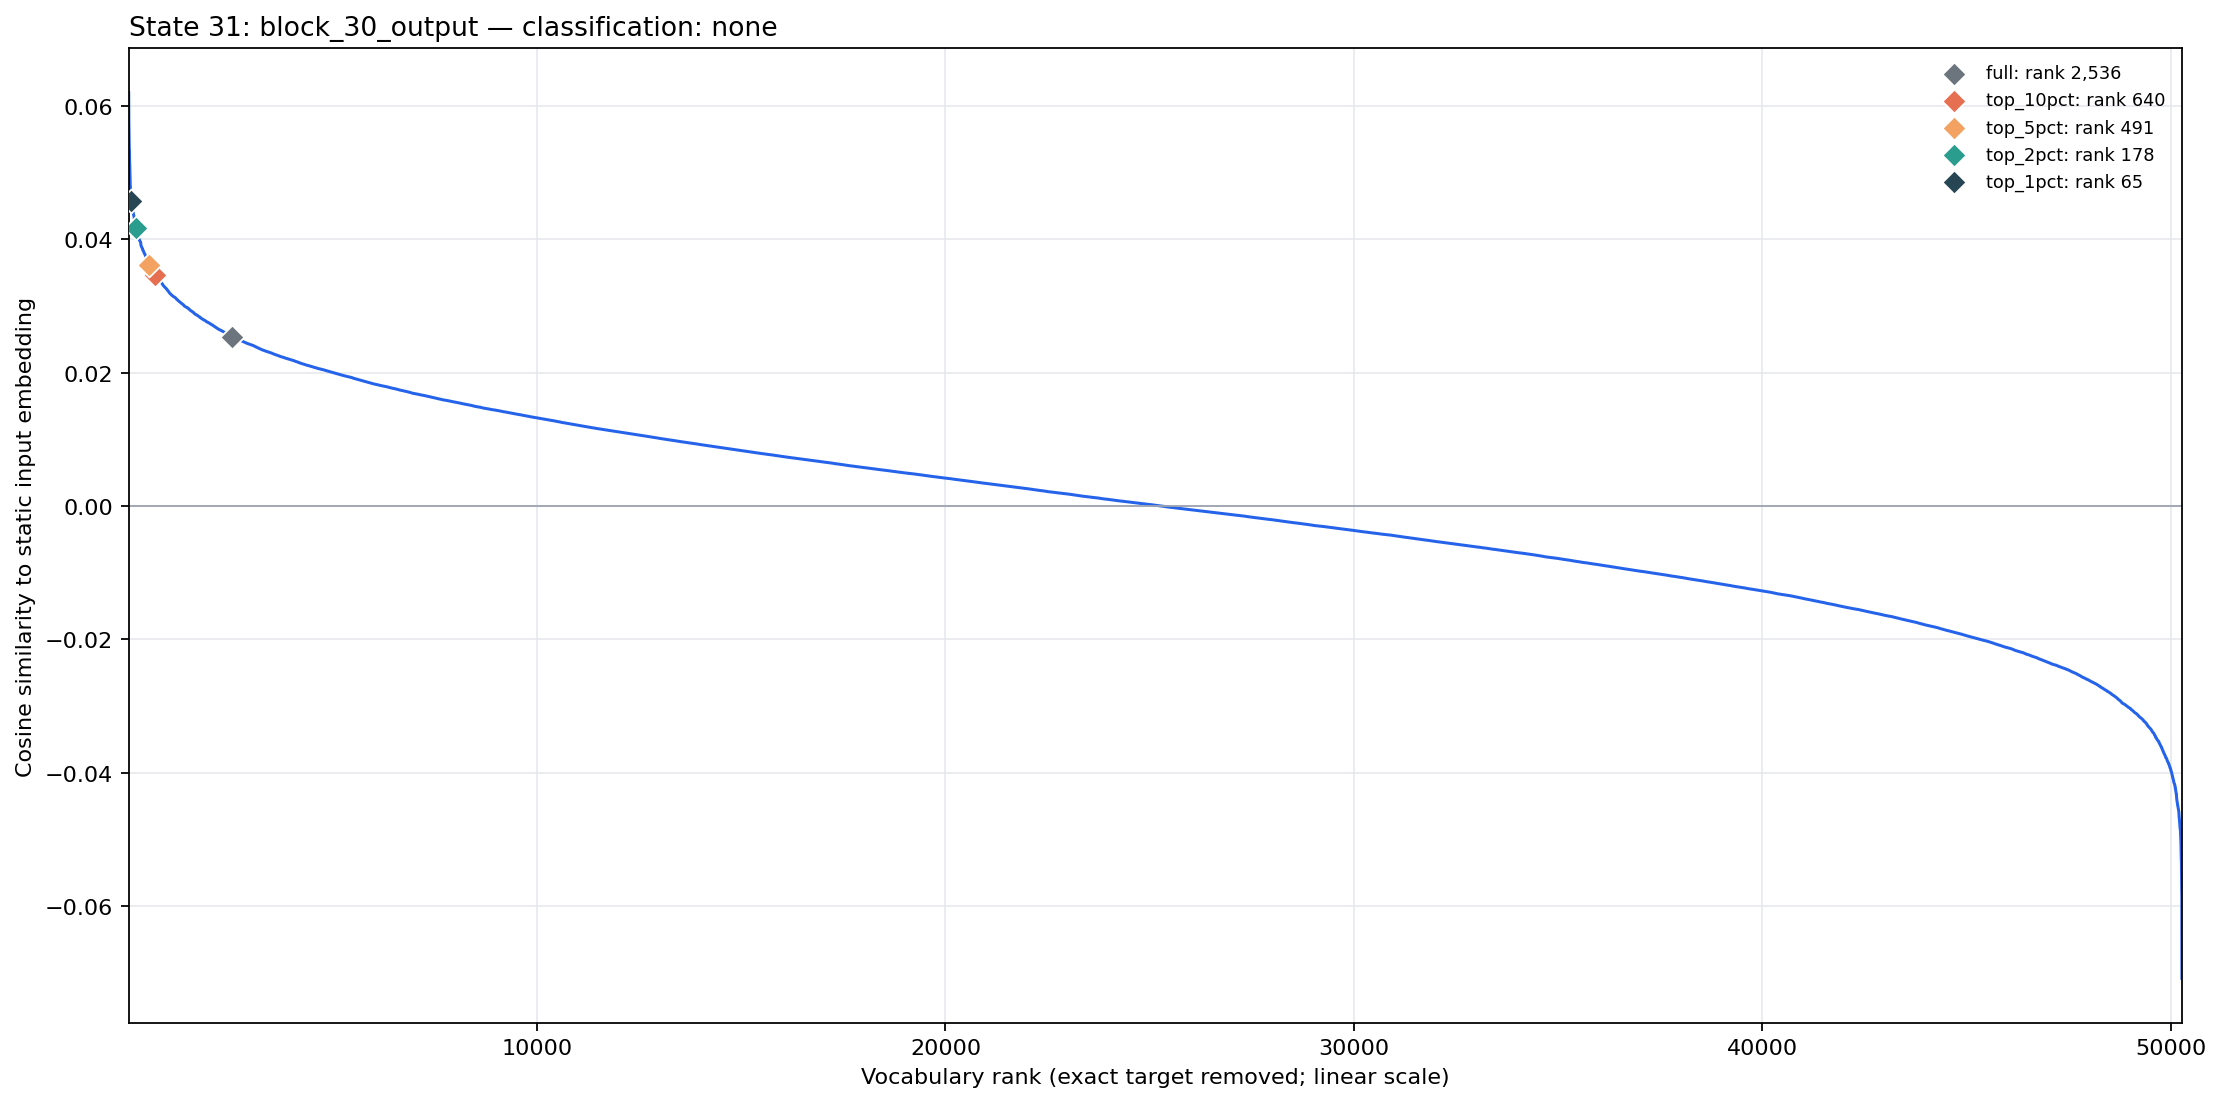 State 31: block_30_output — classification: none
full: rank 2,536
top_10pct: rank 640
top_5pct: rank 491
top_2pct: rank 178
top_1pct: rank 65
Cosine similarity to static input embedding
0.06
0.04
0.02
0.00
−0.02
−0.04
−0.06
10000 20000 30000 40000 50000
Vocabulary rank (exact target removed; linear scale)